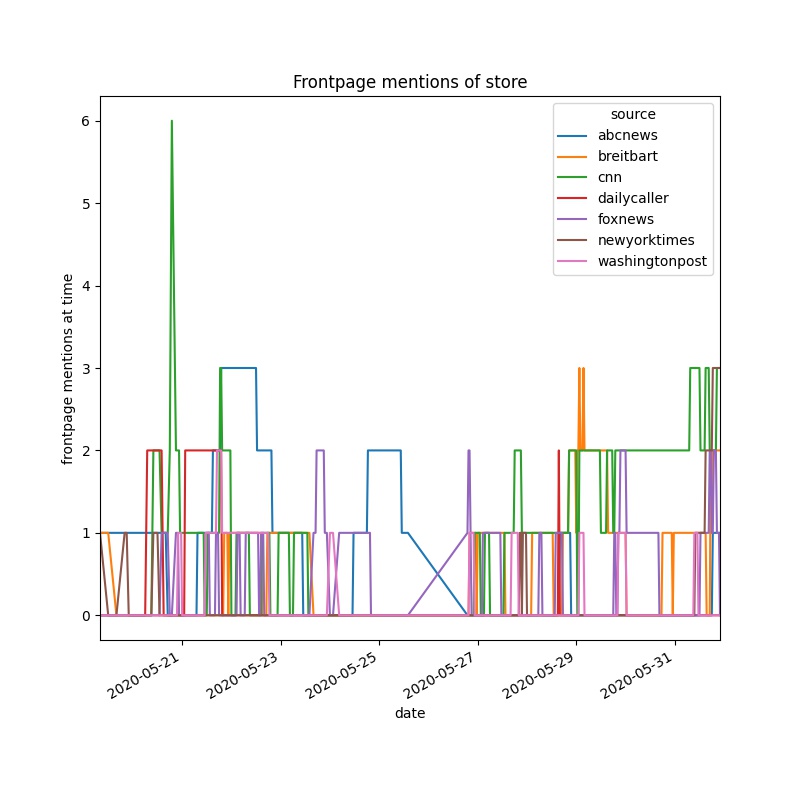 Frontpage mentions of store
source
abcnews
breitbart
cnn
dailycaller
foxnews
newyorktimes
washingtonpost
frontpage mentions at time
6
5
4
3
2
1
0
2020-05-21
2020-05-23
2020-05-25
2020-05-27
2020-05-29
2020-05-31
date